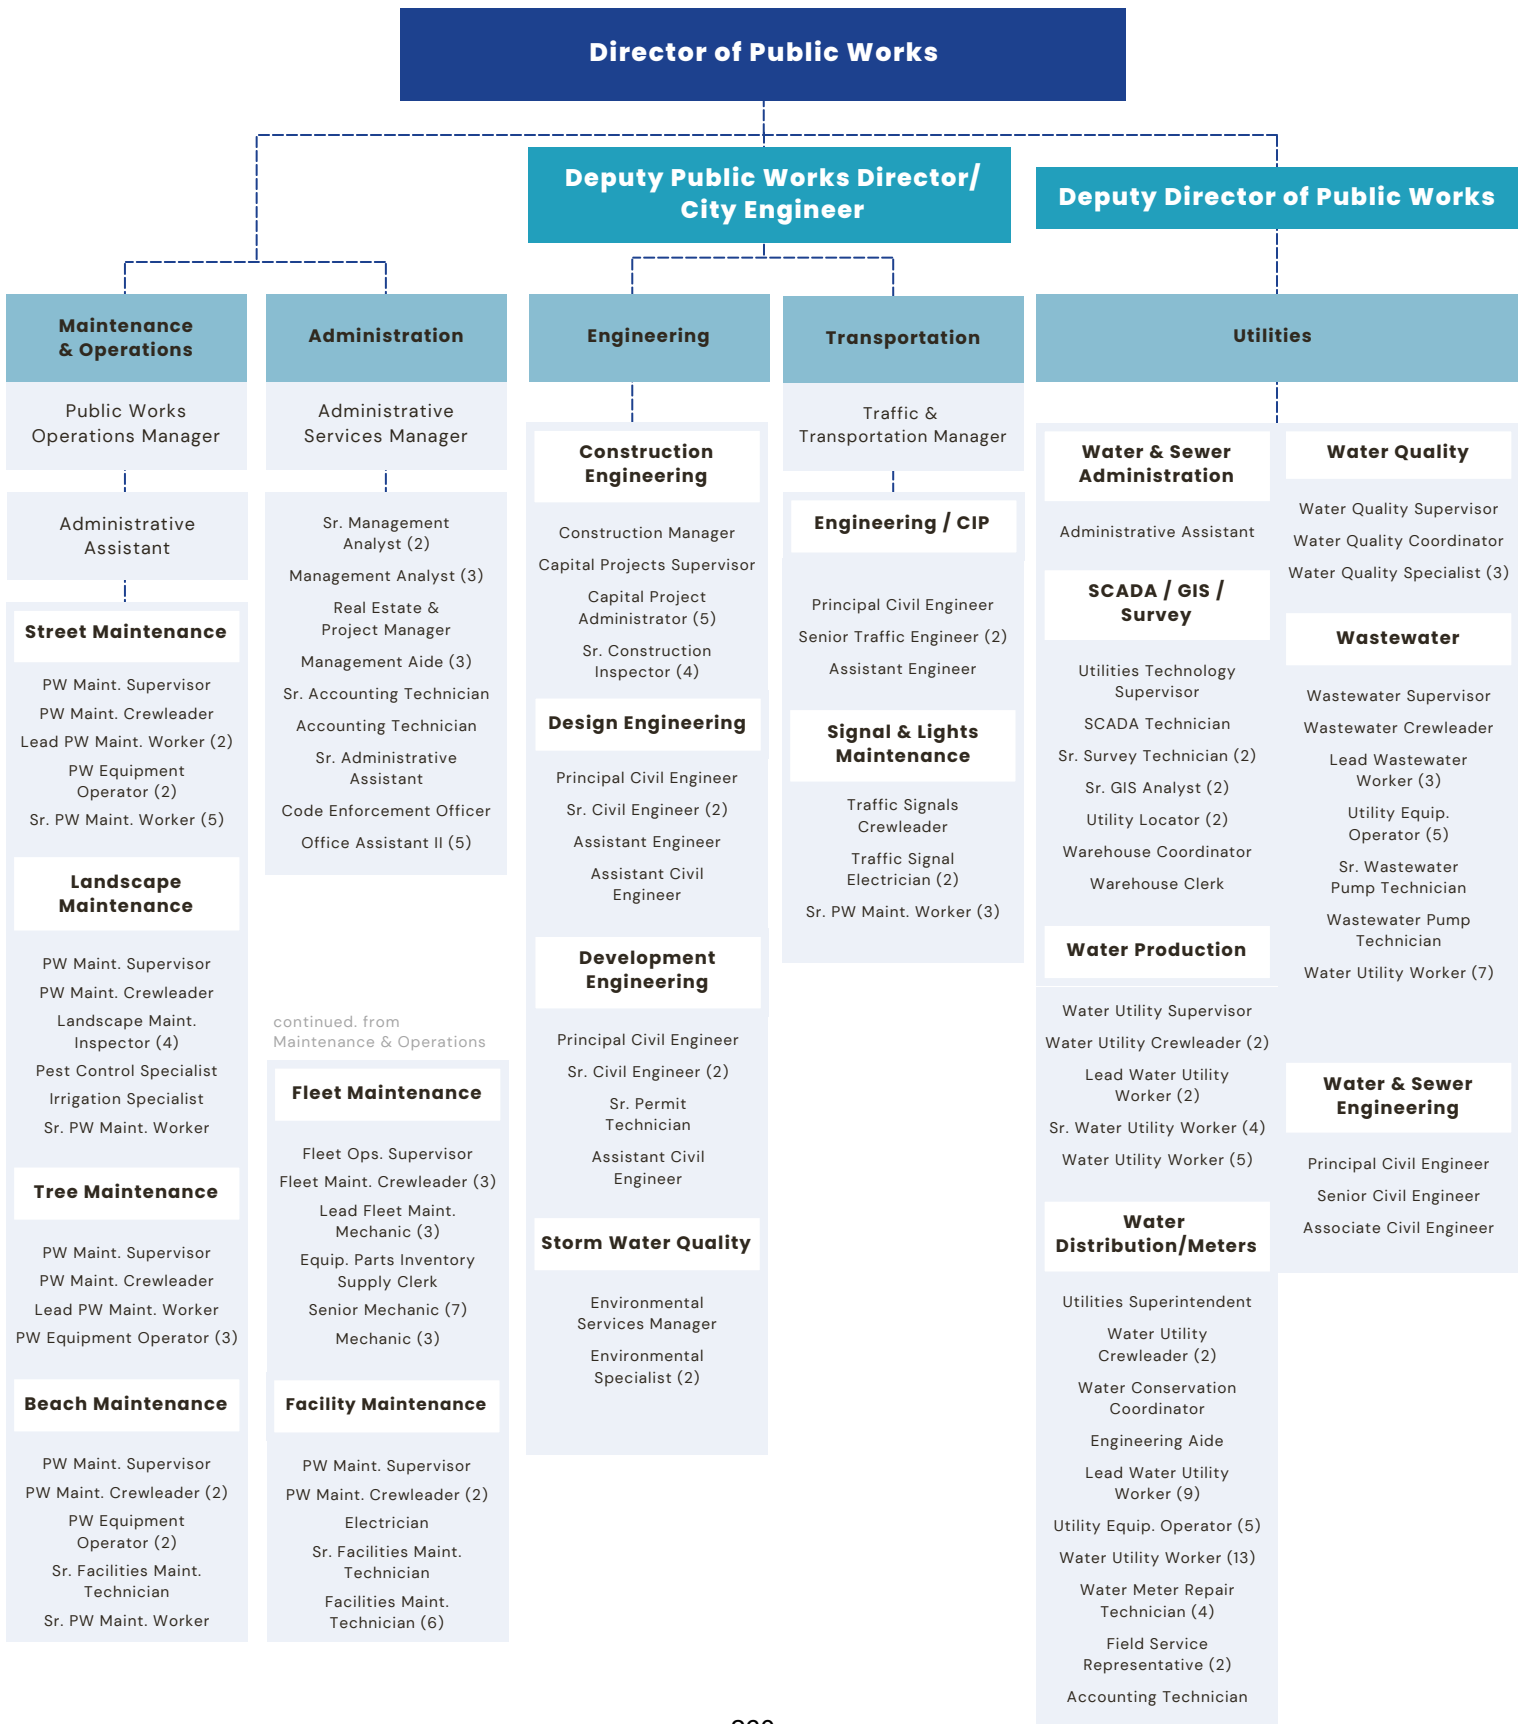 Director of Public Works
Deputy Public Works Director/
City Engineer
Deputy Director of Public Works
Maintenance
& Operations
Public Works
Operations Manager
Administrative
Assistant
Street Maintenance
PW Maint. Supervisor
PW Maint. Crewleader
Lead PW Maint. Worker (2)
PW Equipment
Operator (2)
Sr. PW Maint. Worker (5)
Landscape
Maintenance
PW Maint. Supervisor
PW Maint. Crewleader
Landscape Maint.
Inspector (4)
Pest Control Specialist
Irrigation Specialist
Sr. PW Maint. Worker
Tree Maintenance
PW Maint. Supervisor
PW Maint. Crewleader
Lead PW Maint. Worker
PW Equipment Operator (3)
Beach Maintenance
PW Maint. Supervisor
PW Maint. Crewleader (2)
PW Equipment
Operator (2)
Sr. Facilities Maint.
Technician
Sr. PW Maint. Worker
Administration
Administrative
Services Manager
Sr. Management
Analyst (2)
Management Analyst (3)
Real Estate &
Project Manager
Management Aide (3)
Sr. Accounting Technician
Accounting Technician
Sr. Administrative
Assistant
Code Enforcement Officer
Office Assistant II (5)
continued. from
Maintenance & Operations
Fleet Maintenance
Fleet Ops. Supervisor
Fleet Maint. Crewleader (3)
Lead Fleet Maint.
Mechanic (3)
Equip. Parts Inventory
Supply Clerk
Senior Mechanic (7)
Mechanic (3)
Facility Maintenance
PW Maint. Supervisor
PW Maint. Crewleader (2)
Electrician
Sr. Facilities Maint.
Technician
Facilities Maint.
Technician (6)
Engineering
Construction
Engineering
Construction Manager
Capital Projects Supervisor
Capital Project
Administrator (5)
Sr. Construction
Inspector (4)
Design Engineering
Principal Civil Engineer
Sr. Civil Engineer (2)
Assistant Engineer
Assistant Civil
Engineer
Development
Engineering
Principal Civil Engineer
Sr. Civil Engineer (2)
Sr. Permit
Technician
Assistant Civil
Engineer
Storm Water Quality
Environmental
Services Manager
Environmental
Specialist (2)
Transportation
Traffic &
Transportation Manager
Engineering / CIP
Principal Civil Engineer
Senior Traffic Engineer (2)
Assistant Engineer
Signal & Lights
Maintenance
Traffic Signals
Crewleader
Traffic Signal
Electrician (2)
Sr. PW Maint. Worker (3)
Utilities
Water & Sewer
Administration
Administrative Assistant
SCADA / GIS /
Survey
Utilities Technology
Supervisor
SCADA Technician
Sr. Survey Technician (2)
Sr. GIS Analyst (2)
Utility Locator (2)
Warehouse Coordinator
Warehouse Clerk
Water Production
Water Utility Supervisor
Water Utility Crewleader (2)
Lead Water Utility
Worker (2)
Sr. Water Utility Worker (4)
Water Utility Worker (5)
Water
Distribution/Meters
Utilities Superintendent
Water Utility
Crewleader (2)
Water Conservation
Coordinator
Engineering Aide
Lead Water Utility
Worker (9)
Utility Equip. Operator (5)
Water Utility Worker (13)
Water Meter Repair
Technician (4)
Field Service
Representative (2)
Accounting Technician
Water Quality
Water Quality Supervisor
Water Quality Coordinator
Water Quality Specialist (3)
Wastewater
Wastewater Supervisor
Wastewater Crewleader
Lead Wastewater
Worker (3)
Utility Equip.
Operator (5)
Sr. Wastewater
Pump Technician
Wastewater Pump
Technician
Water Utility Worker (7)
Water & Sewer
Engineering
Principal Civil Engineer
Senior Civil Engineer
Associate Civil Engineer